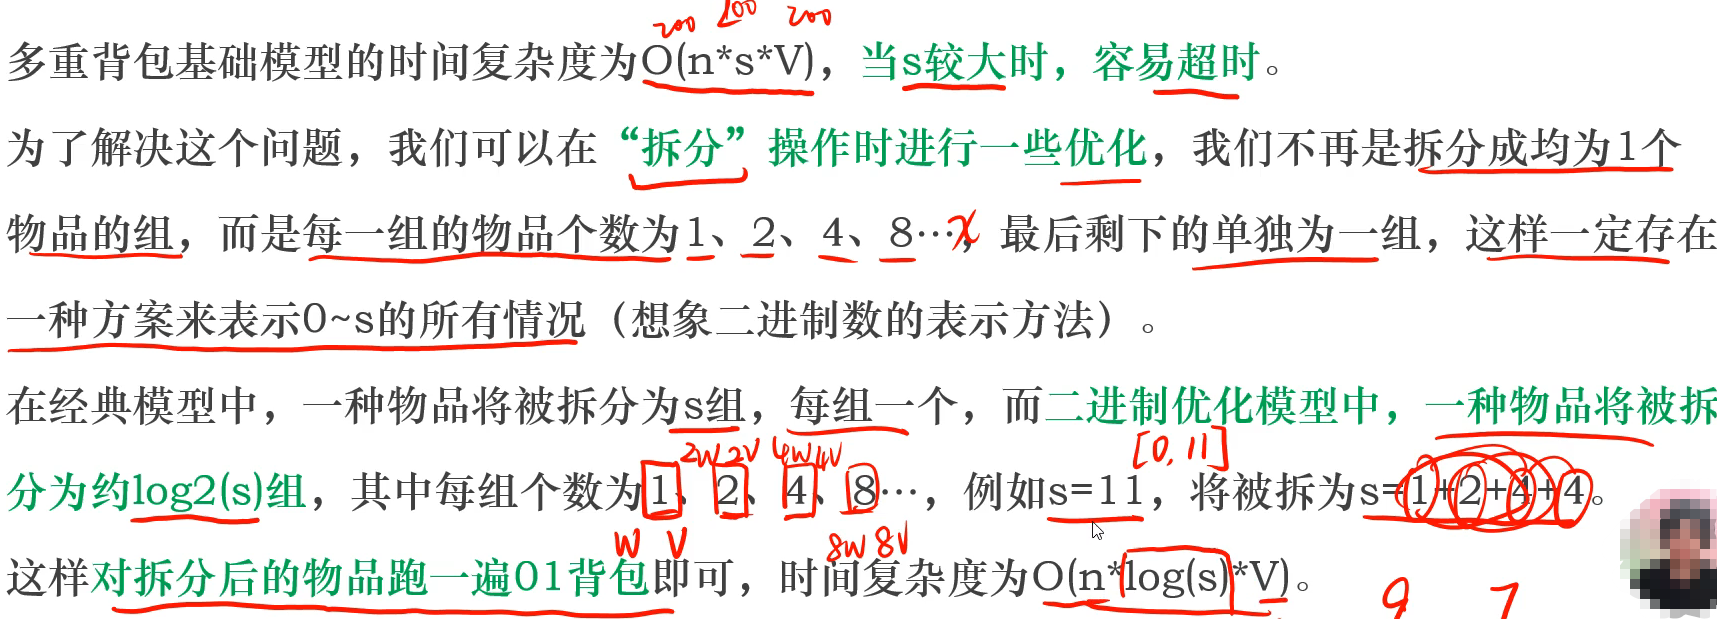 200 200 200
多重背包基础模型的时间复杂度为O(n*s*V)，当s较大时，容易超时。
为了解决这个问题，我们可以在“拆分”操作时进行一些优化，我们不再是拆分成均为1个
物品的组，而是每一组的物品个数为1、2、4、8…，最后剩下的单独为一组，这样一定存在
一种方案来表示0~s的所有情况（想象二进制数的表示方法）。
在经典模型中，一种物品将被拆分为s组，每组一个，而二进制优化模型中，一种物品将被拆
2w 2v 4w 4v [0, 11]
分为约log2(s)组，其中每组个数为1、2、4、8…，例如s=11，将被拆为s=1+2+4+4。
w v 8w 8v
这样对拆分后的物品跑一遍01背包即可，时间复杂度为O(n*log(s)*V)。
9 7